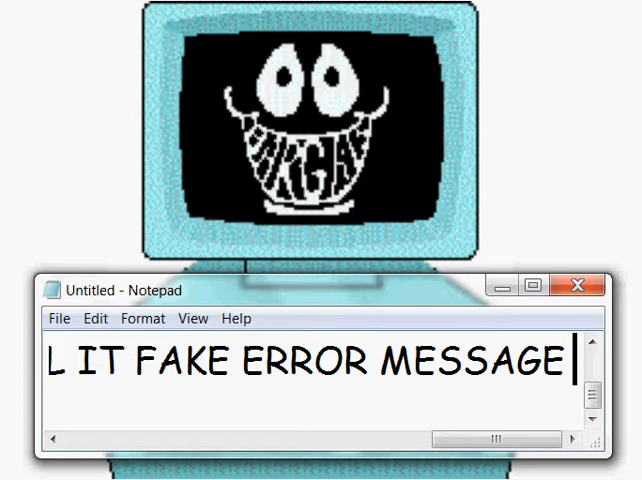 Untitled - Notepad
File Edit Format View Help
L IT FAKE ERROR MESSAGE